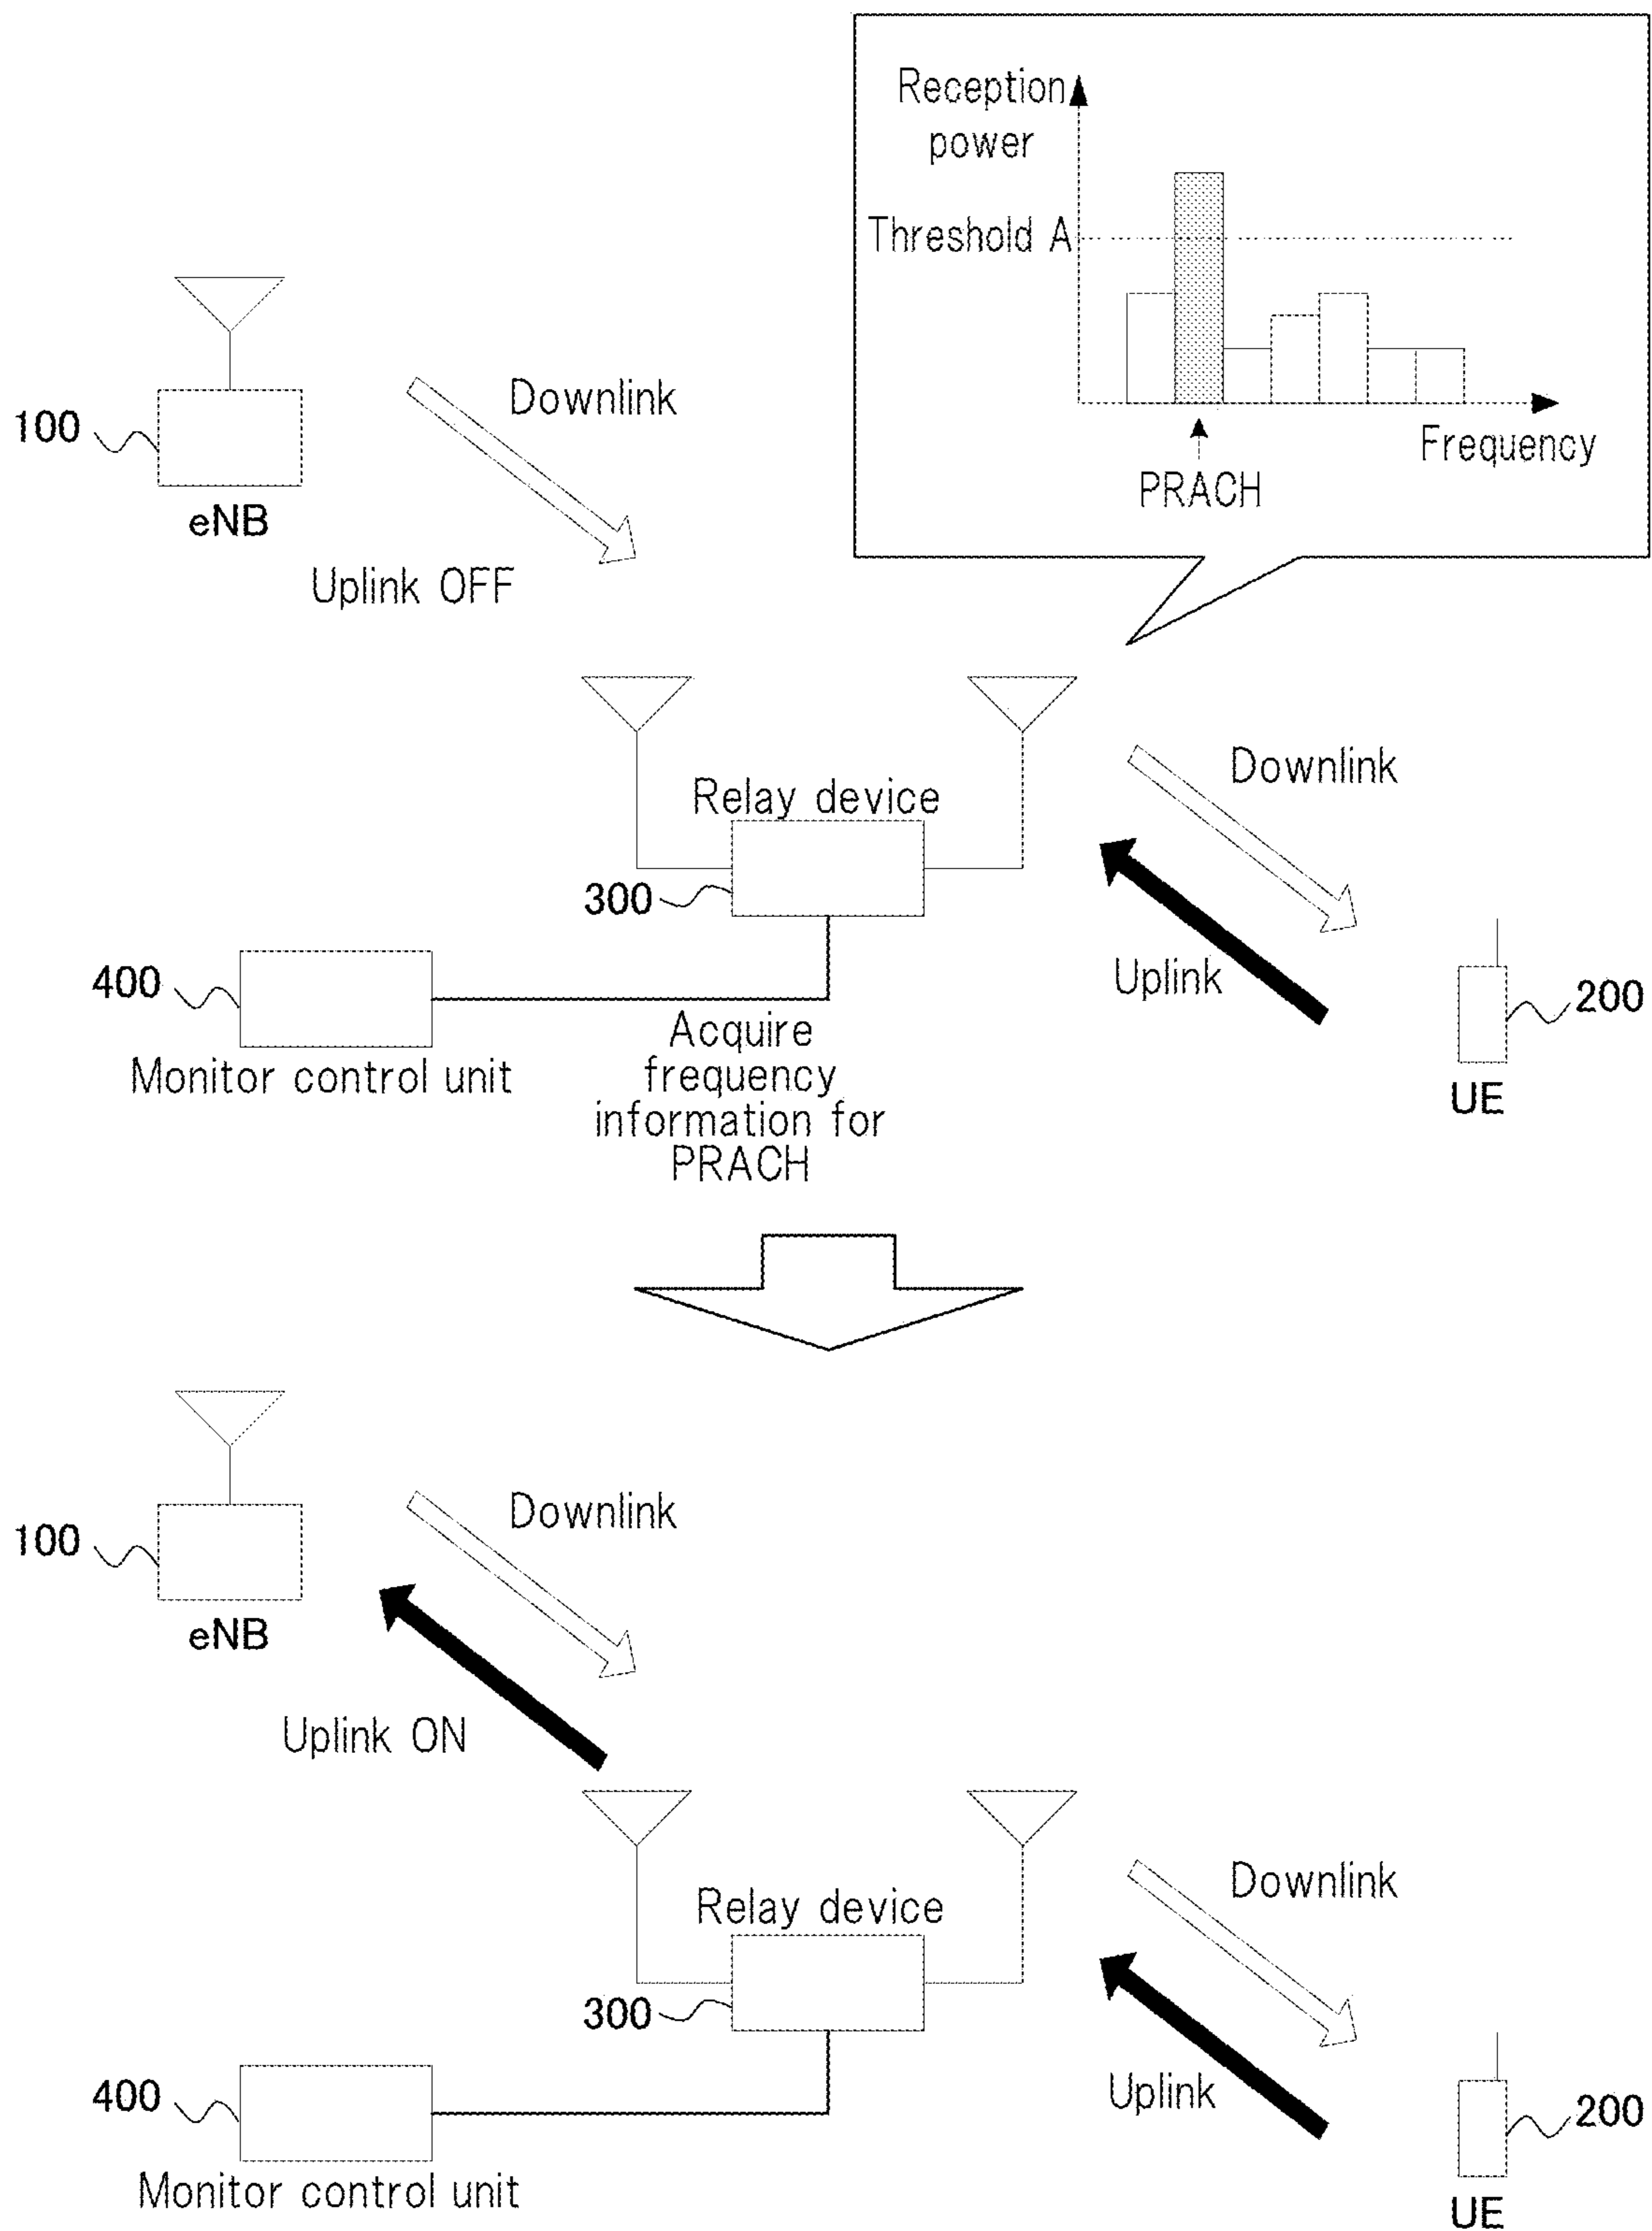 Reception
power
Threshold A
Frequency
PRACH
Downlink
100
eNB
Uplink OFF
Relay device
Downlink
300
Uplink
400
200
Monitor control unit
Acquire
frequency
information for
PRACH
UE
Downlink
100
eNB
Uplink ON
Relay device
Downlink
300
Uplink
400
200
Monitor control unit
UE